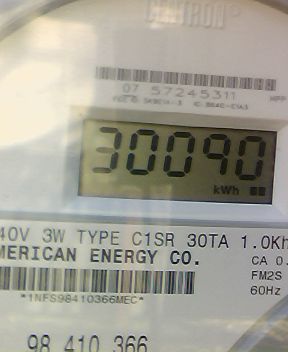 CENTRON®
07 57245311
30090
kWh
40V 3W TYPE C1SR 30TA 1.0Kh
MERICAN ENERGY CO.
CA 0.
FM2S
60Hz
*1NFS98410366MEC*
98 410 366